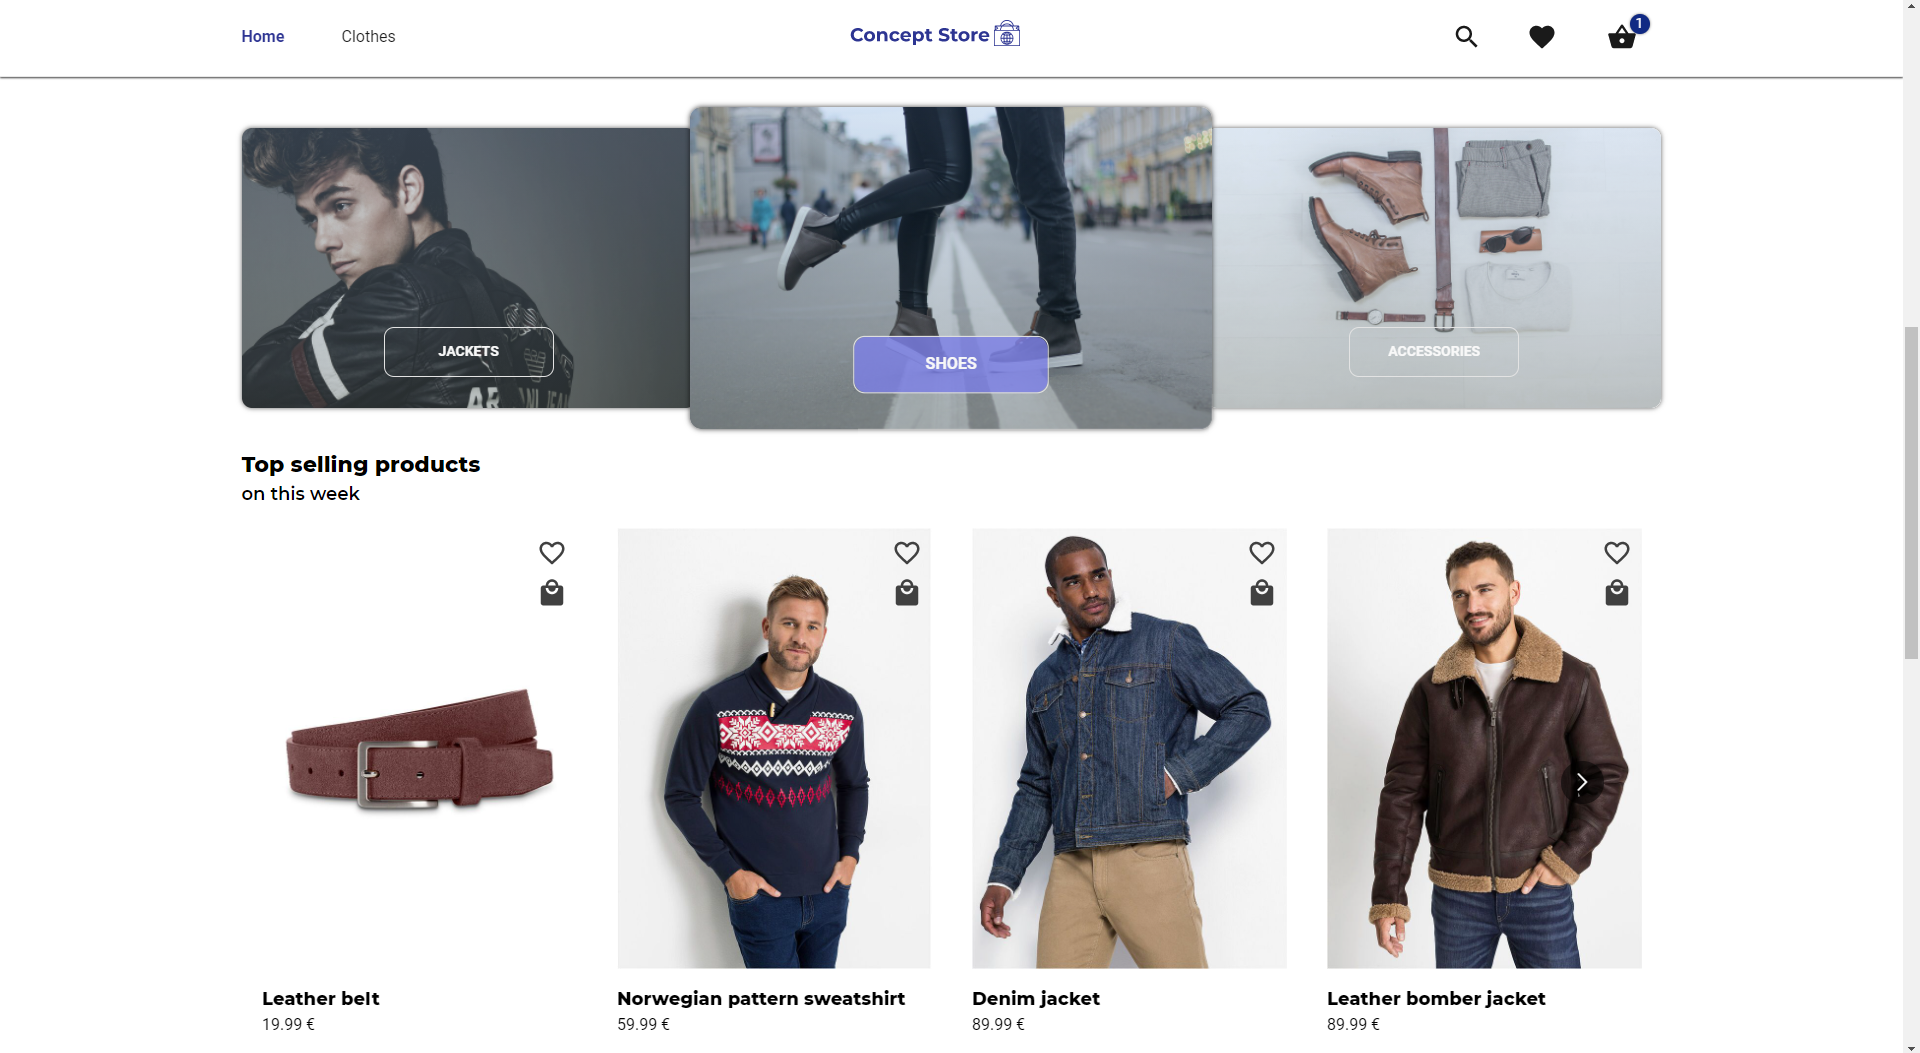 Home
Clothes
Concept Store
1
JACKETS
SHOES
ACCESSORIES
Top selling products
on this week
Leather belt
19.99 €
Norwegian pattern sweatshirt
59.99 €
Denim jacket
89.99 €
Leather bomber jacket
89.99 €